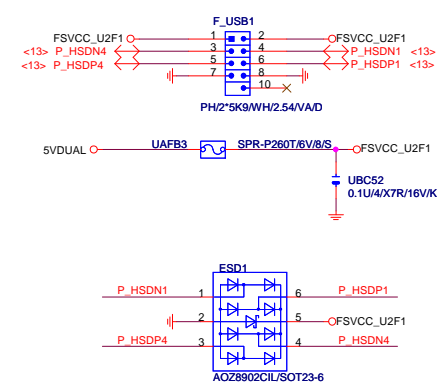 F_USB1
FSVCC_U2F1 1 2 FSVCC_U2F1
<13> P_HSDN4 3 4 P_HSDN1 <13>
<13> P_HSDP4 5 6 P_HSDP1 <13>
7 8
10
PH/2*5K9/WH/2.54/VA/D
5VDUAL UAFB3 SPR-P260T/6V/8/S FSVCC_U2F1
UBC52
0.1U/4/X7R/16V/K
ESD1
P_HSDN1 1 6 P_HSDP1
2 5 FSVCC_U2F1
P_HSDP4 3 4 P_HSDN4
AOZ8902CIL/SOT23-6